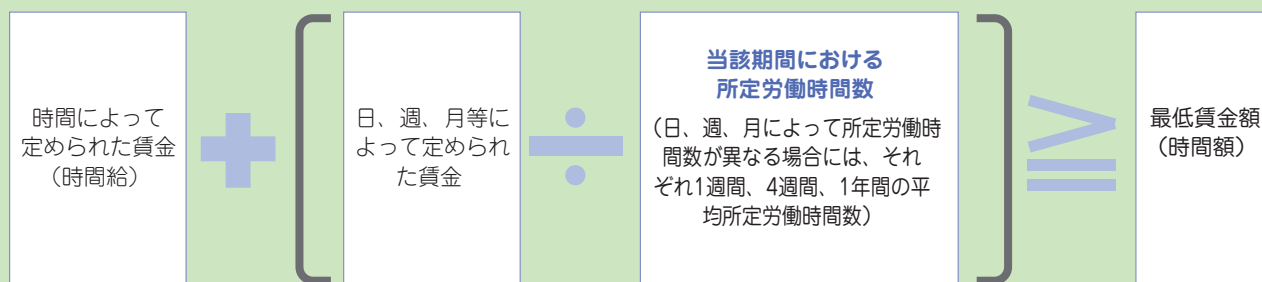 時間によって
定められた賃金
（時間給）
日、週、月等に
よって定められ
た賃金
当該期間における
所定労働時間数
（日、週、月によって所定労働時
間数が異なる場合には、それ
ぞれ1週間、4週間、1年間の平
均所定労働時間数）
最低賃金額
（時間額）